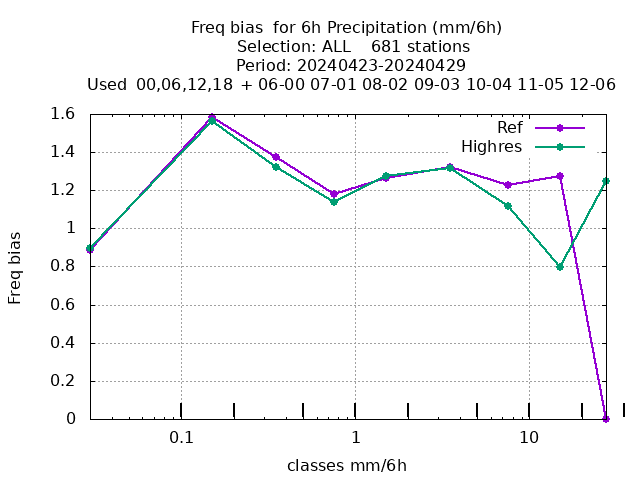 Freq bias  for 6h Precipitation (mm/6h)
Selection: ALL    681 stations
Period: 20240423-20240429
Used  00,06,12,18  + 06-00 07-01 08-02 09-03 10-04 11-05 12-06
1.6
1.4
1.2
1
0.8
0.6
0.4
0.2
0
Freq bias
Ref
Highres
0.1
1
10
classes mm/6h